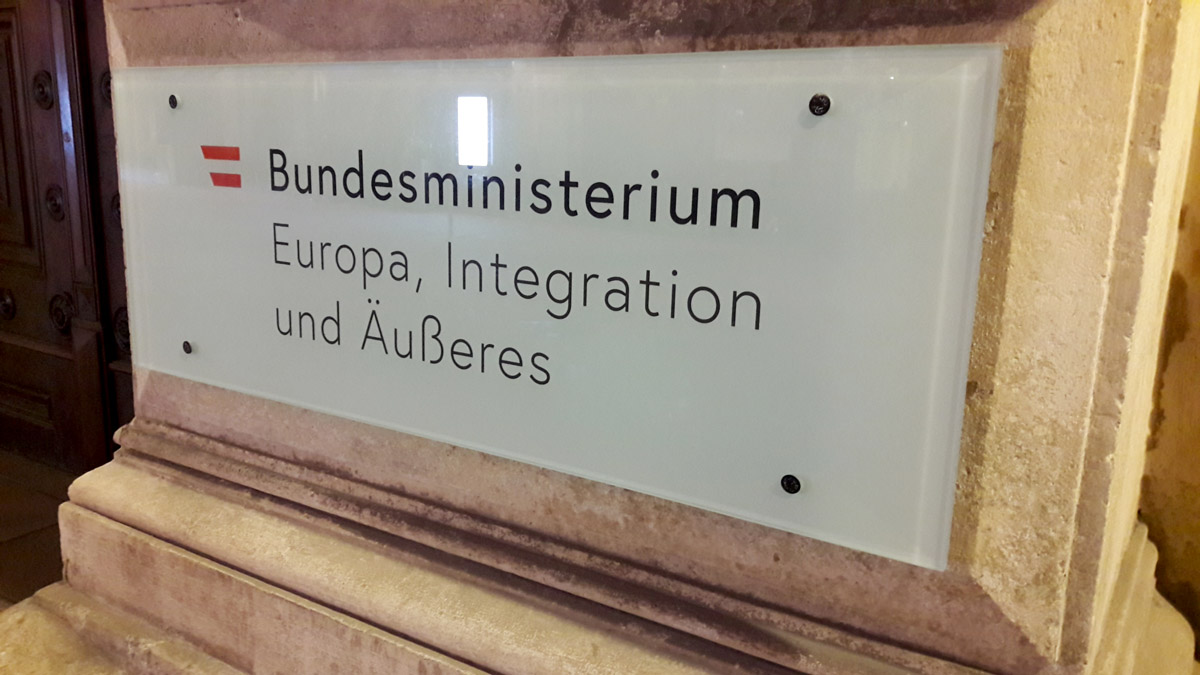 Bundesministerium
Europa, Integration
und Äußeres